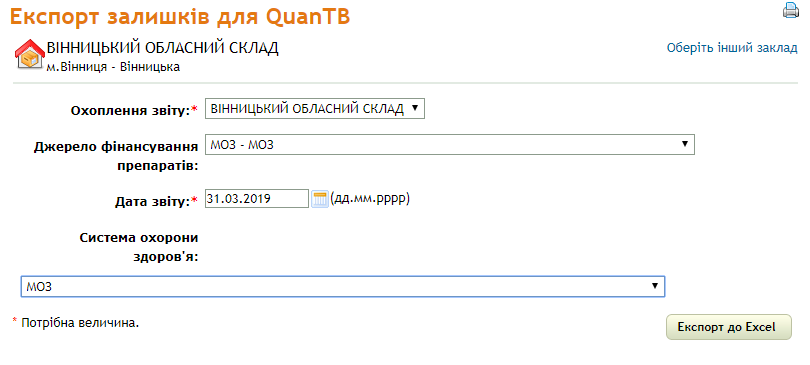 Експорт залишків для QuanTB
ВІННИЦЬКИЙ ОБЛАСНИЙ СКЛАД
Оберіть інший заклад
м.Вінниця - Вінницька
Охоплення звіту:* ВІННИЦЬКИЙ ОБЛАСНИЙ СКЛАД
Джерело фінансування
препаратів:
МОЗ - МОЗ
Дата звіту:* 31.03.2019 (дд.мм.рррр)
Система охорони
здоров'я:
МОЗ
* Потрібна величина.
Експорт до Excel